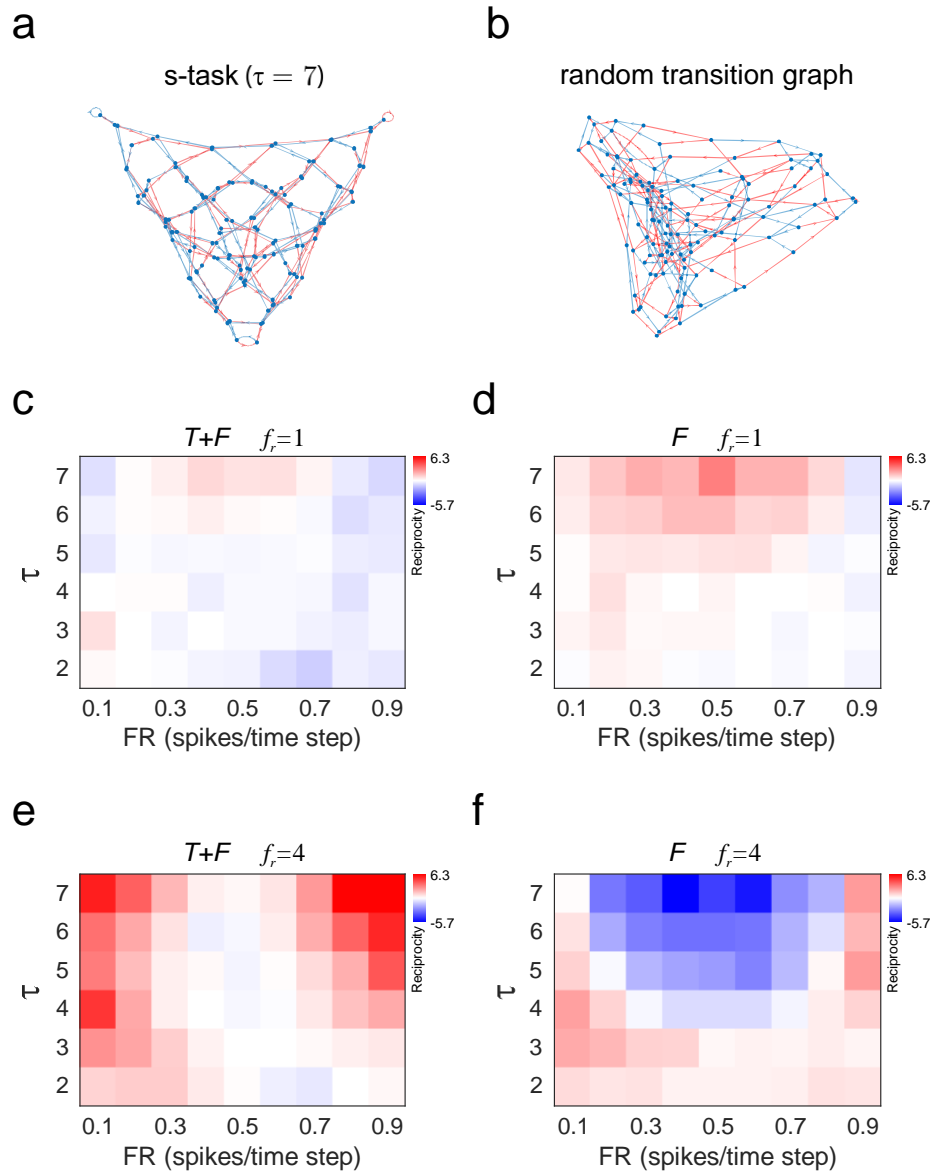 a
s-task (τ = 7)
b
random transition graph
c
T+F f_r=1
7
6
5
4
3
2
τ
0.1 0.3 0.5 0.7 0.9
FR (spikes/time step)
6.3
-5.7
Reciprocity
d
F f_r=1
7
6
5
4
3
2
τ
0.1 0.3 0.5 0.7 0.9
FR (spikes/time step)
6.3
-5.7
Reciprocity
e
T+F f_r=4
7
6
5
4
3
2
τ
0.1 0.3 0.5 0.7 0.9
FR (spikes/time step)
6.3
-5.7
Reciprocity
f
F f_r=4
7
6
5
4
3
2
τ
0.1 0.3 0.5 0.7 0.9
FR (spikes/time step)
6.3
-5.7
Reciprocity